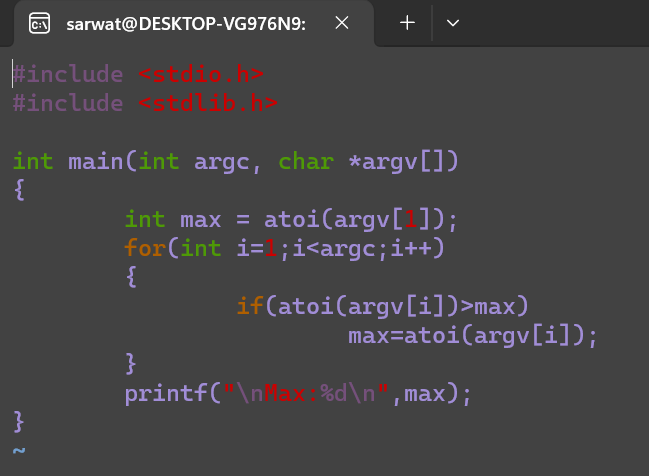 sarwat@DESKTOP-VG976N9:
#include <stdio.h>
#include <stdlib.h>
int main(int argc, char *argv[])
{
        int max = atoi(argv[1]);
        for(int i=1;i<argc;i++)
        {
                if(atoi(argv[i])>max)
                        max=atoi(argv[i]);
        }
        printf("\nMax:%d\n",max);
}
~